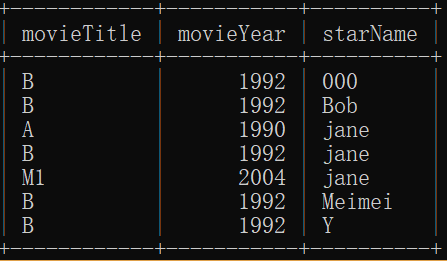 movieTitle movieYear starName
B 1992 000
B 1992 Bob
A 1990 jane
B 1992 jane
M1 2004 jane
B 1992 Meimei
B 1992 Y